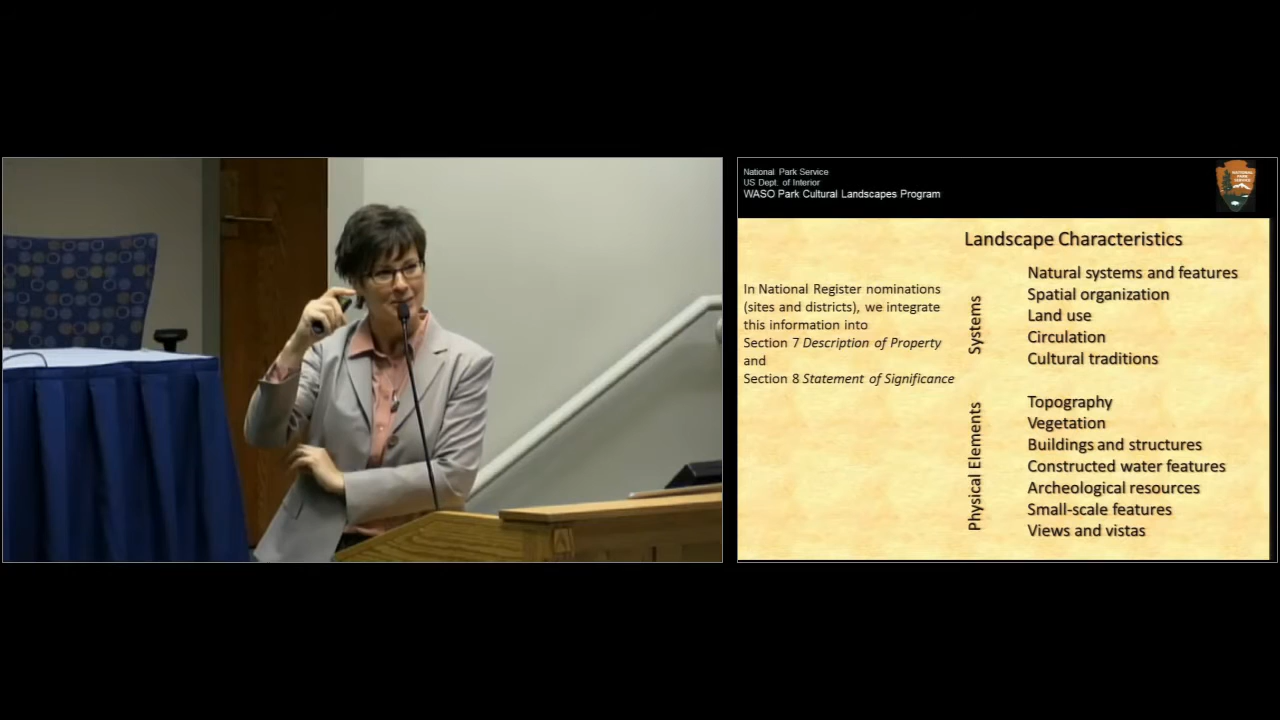 National Park Service
US Dept. of Interior
WASO Park Cultural Landscapes Program
NATIONAL
PARK
SERVICE
Landscape Characteristics
In National Register nominations
(sites and districts), we integrate
this information into
Section 7 Description of Property
and
Section 8 Statement of Significance
Systems
Natural systems and features
Spatial organization
Land use
Circulation
Cultural traditions
Physical Elements
Topography
Vegetation
Buildings and structures
Constructed water features
Archeological resources
Small-scale features
Views and vistas